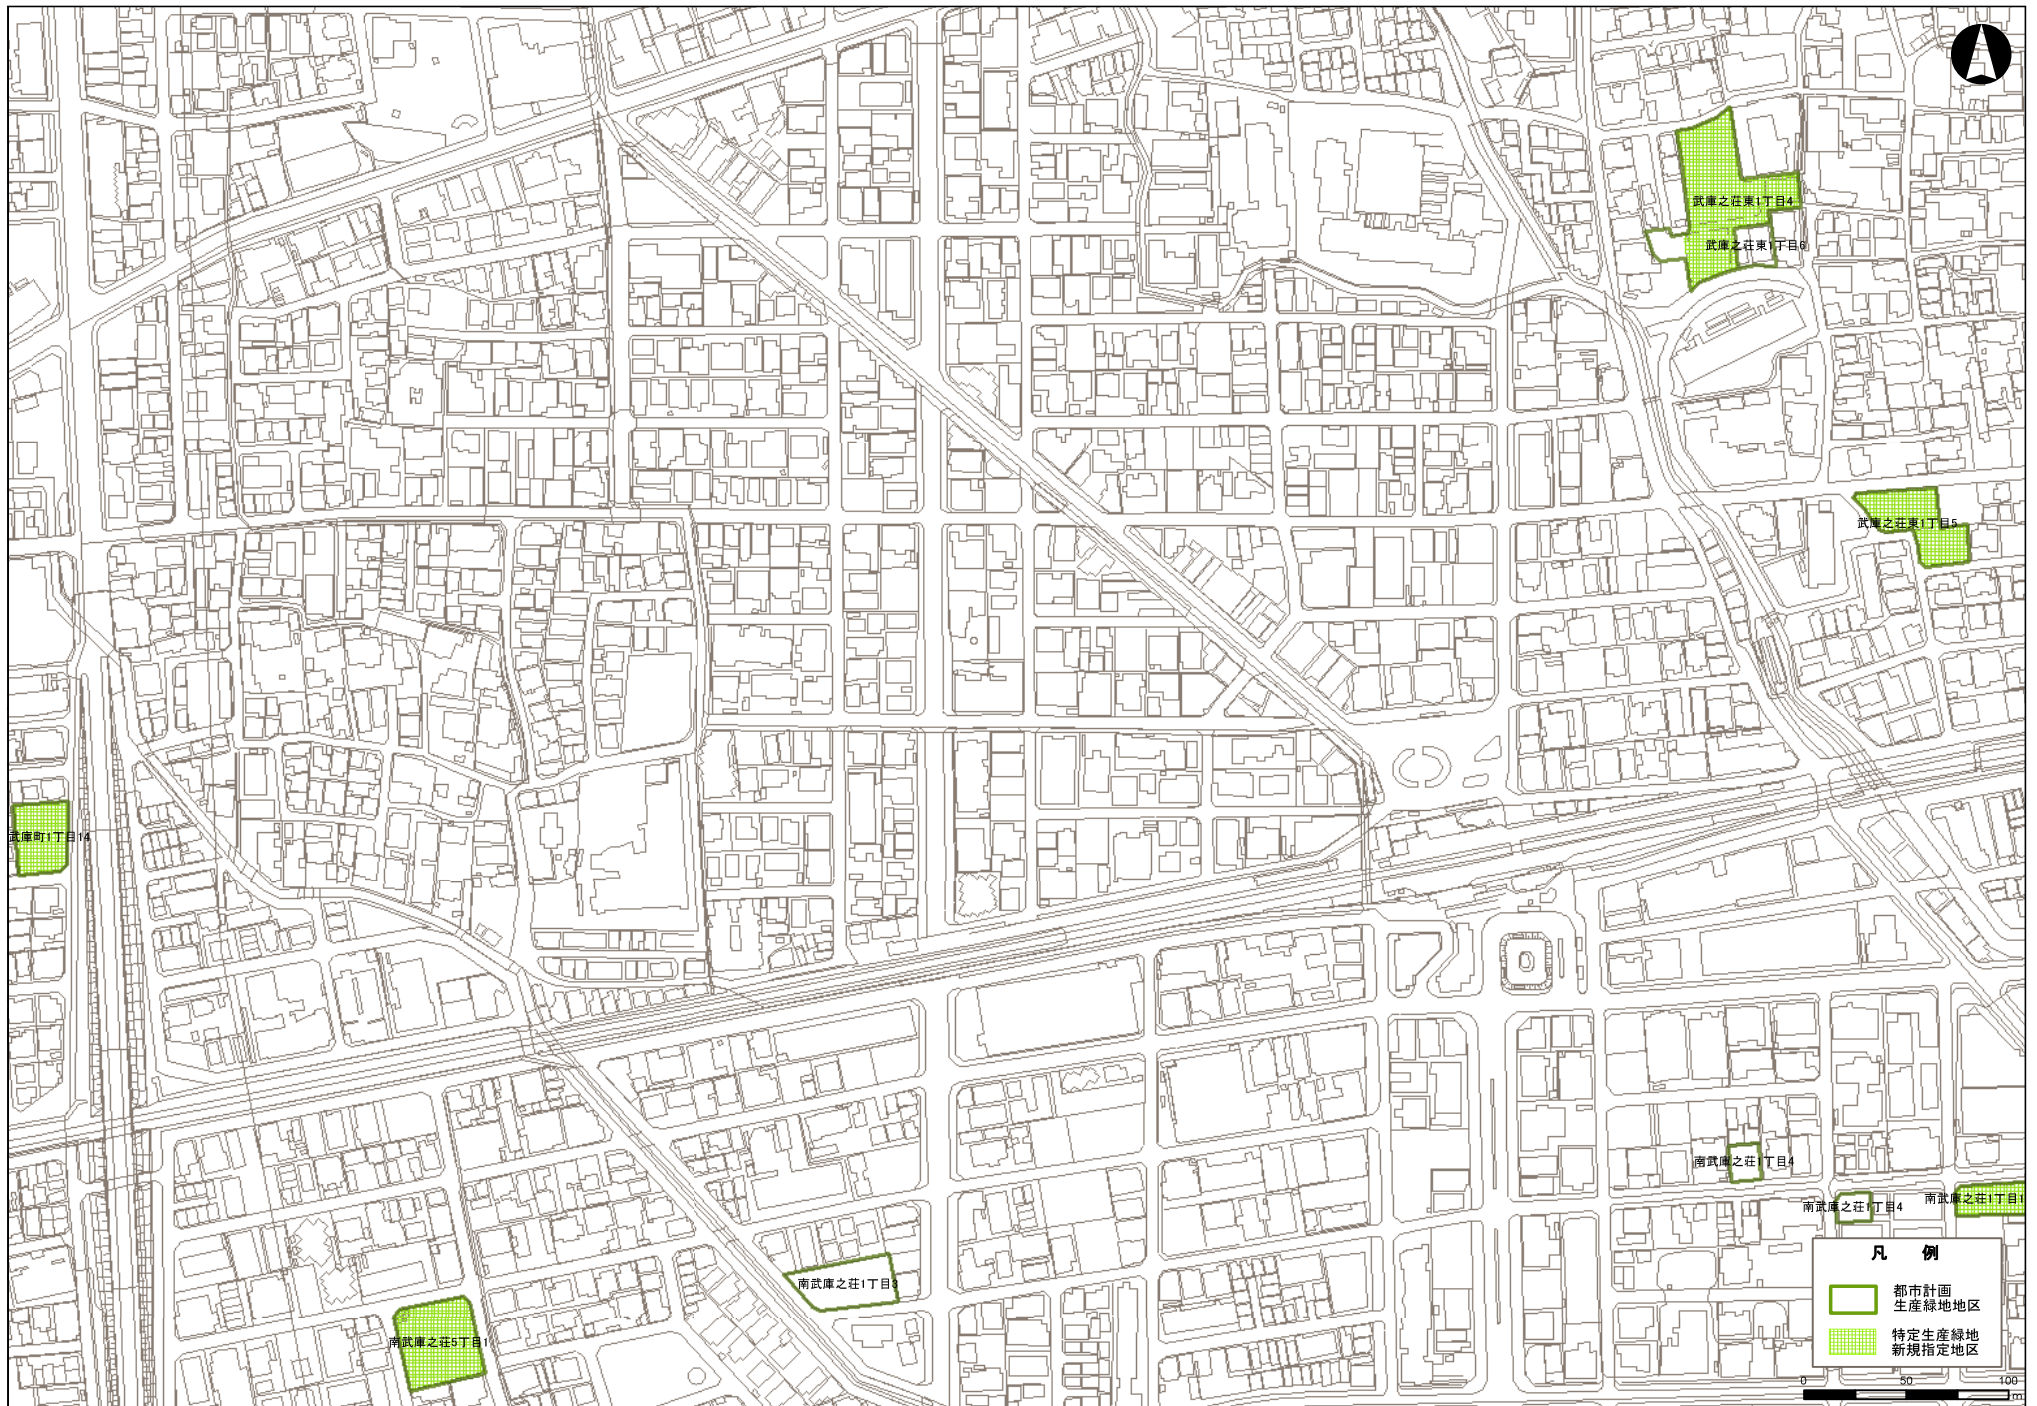 武庫之荘東1丁目4
武庫之荘東1丁目6
武庫之荘東1丁目5
武庫町1丁目14
南武庫之荘1丁目4
南武庫之荘1丁目4
南武庫之荘1丁目1
南武庫之荘1丁目3
南武庫之荘5丁目1
凡 例
都市計画
生産緑地地区
特定生産緑地
新規指定地区
0 50 100
m